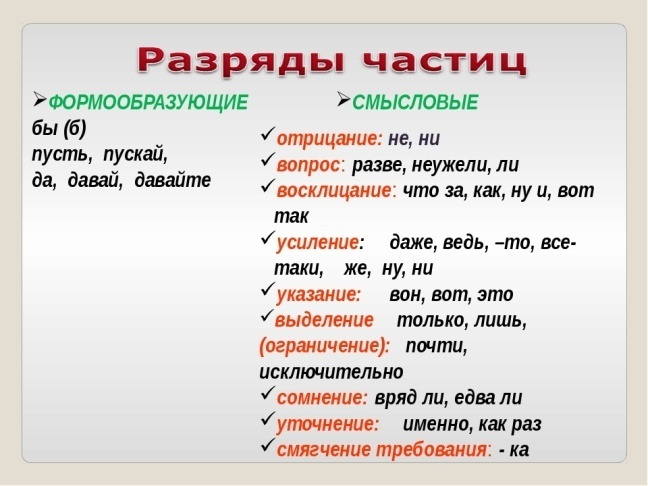 Разряды частиц
ФОРМООБРАЗУЮЩИЕ
бы (б)
пусть, пускай,
да, давай, давайте
СМЫСЛОВЫЕ
отрицание: не, ни
вопрос: разве, неужели, ли
восклицание: что за, как, ну и, вот
так
усиление: даже, ведь, –то, все-
таки, же, ну, ни
указание: вон, вот, это
выделение только, лишь,
(ограничение): почти,
исключительно
сомнение: вряд ли, едва ли
уточнение: именно, как раз
смягчение требования: - ка